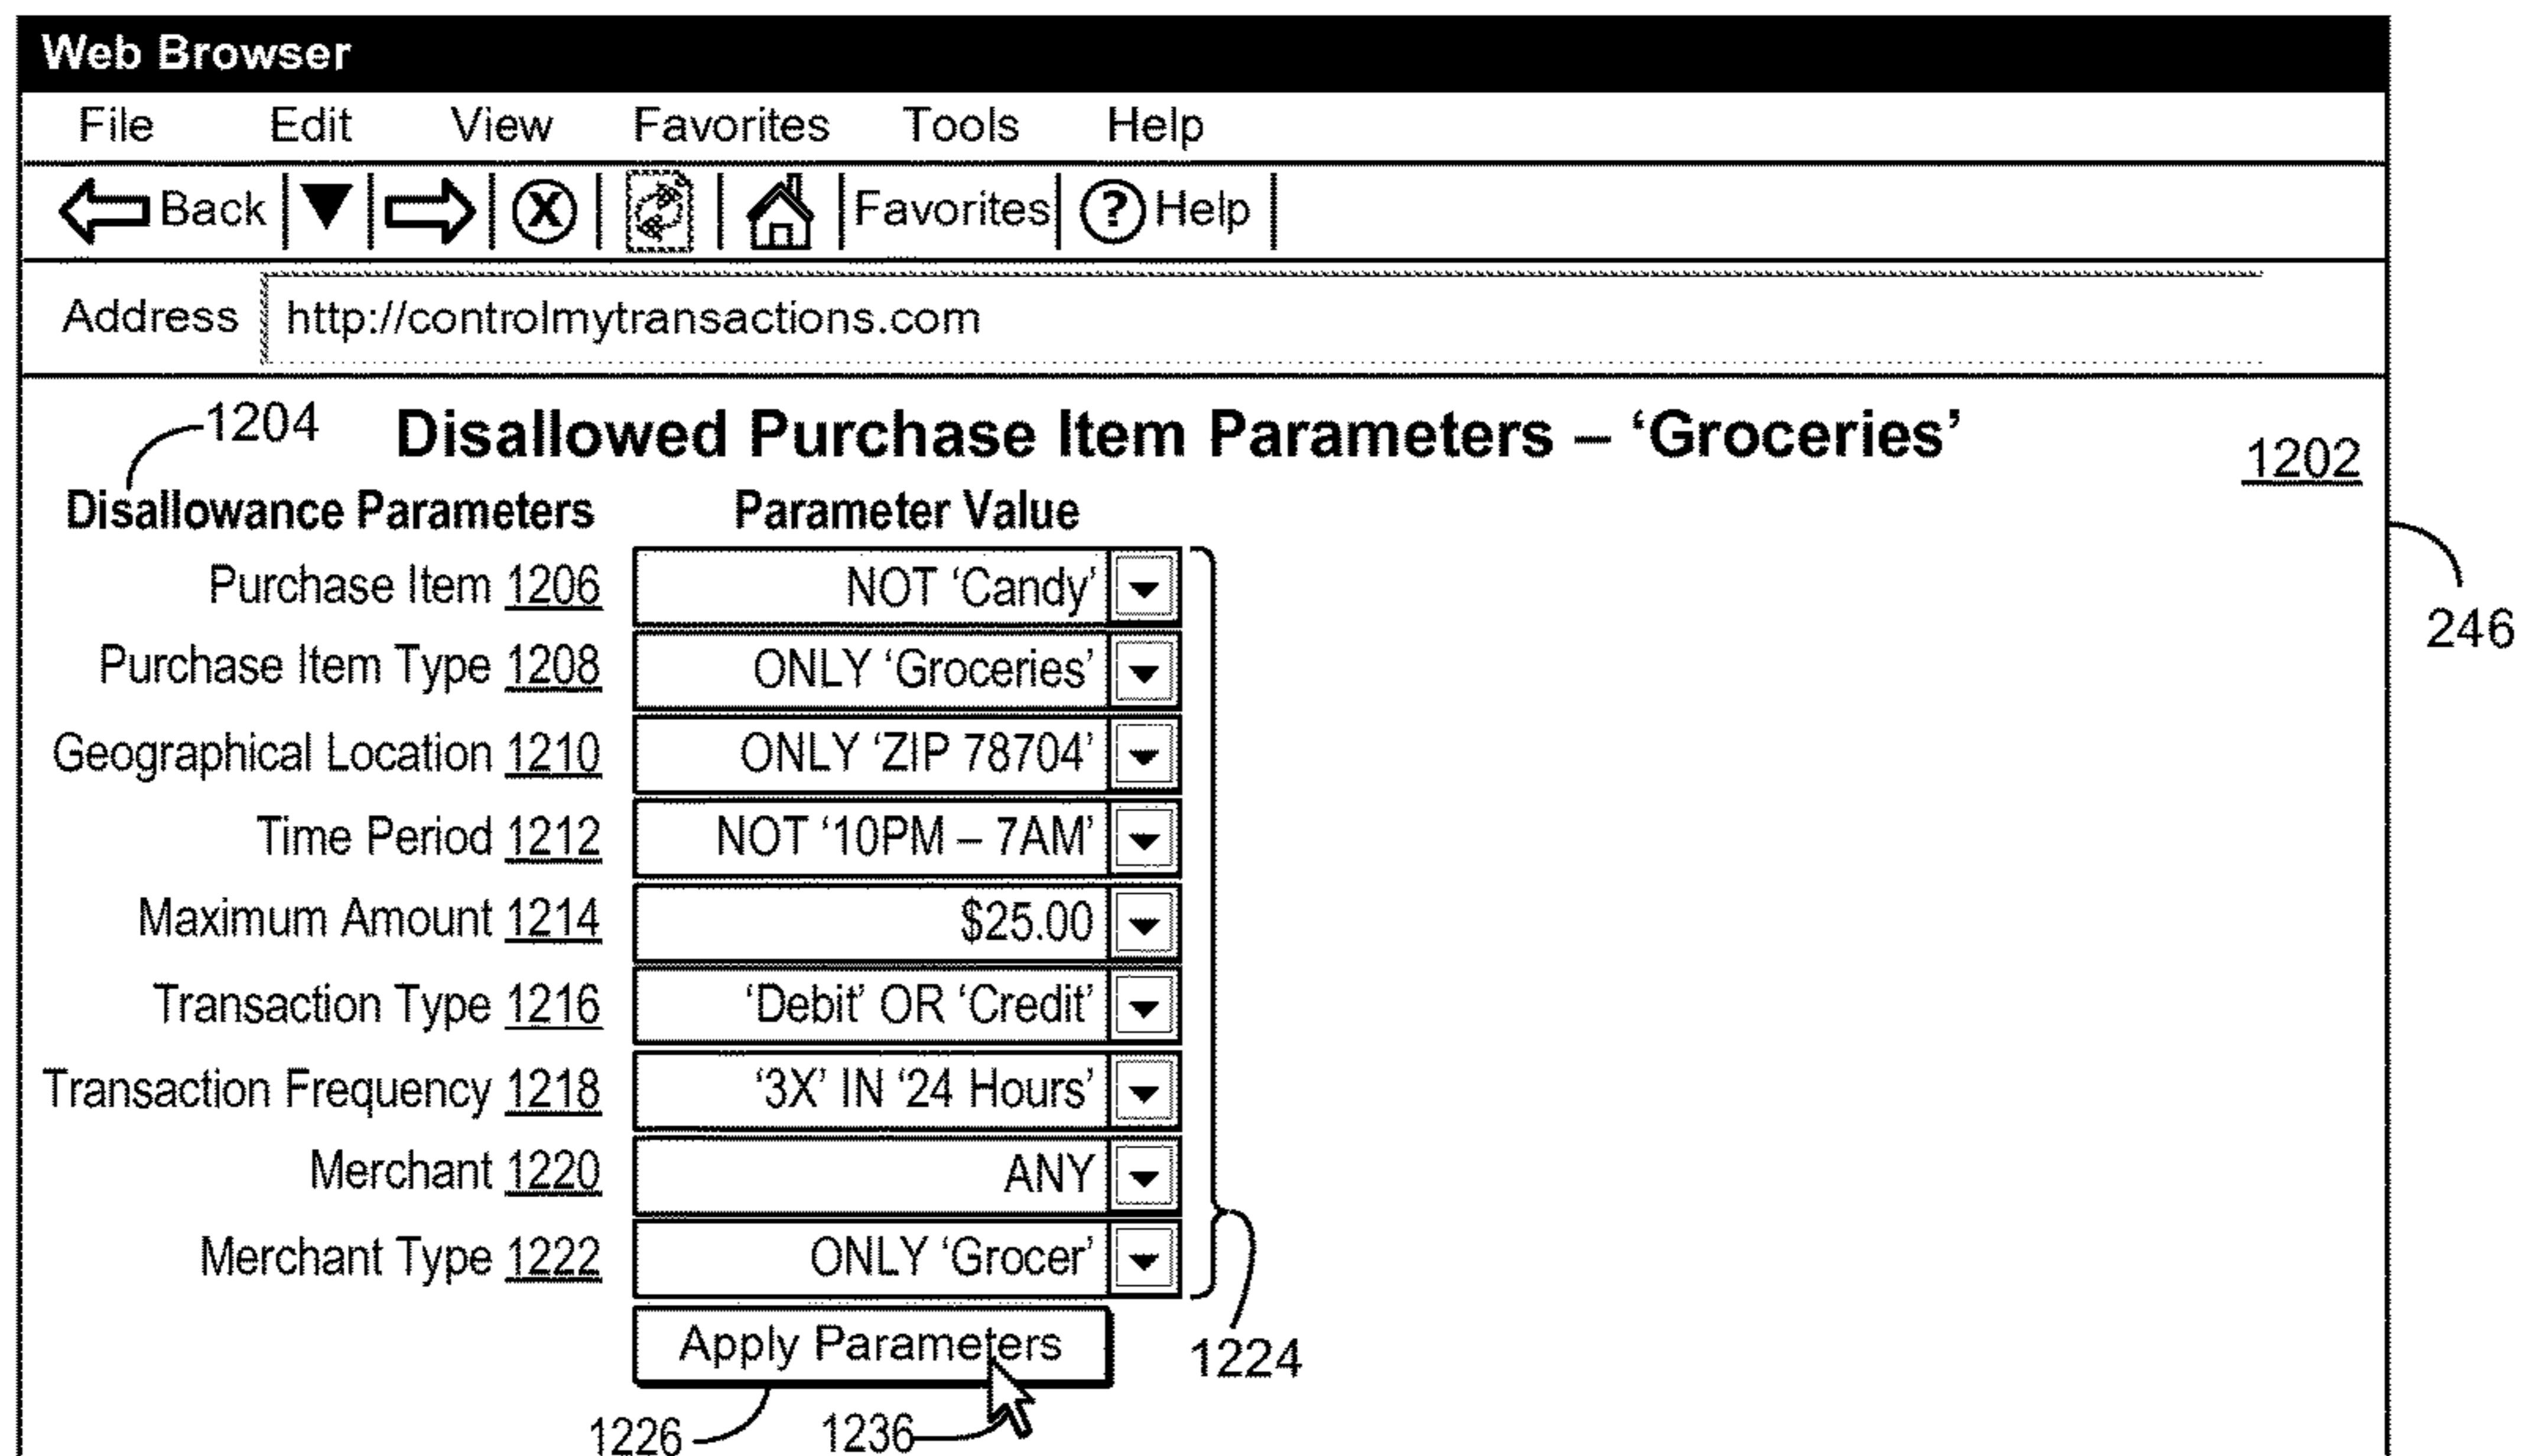 Web Browser
File Edit View Favorites Tools Help
Back X Favorites ? Help
Address http://controlmytransactions.com
1204 Disallowed Purchase Item Parameters – ‘Groceries’ 1202
Disallowance Parameters Parameter Value
Purchase Item 1206 NOT ‘Candy’
246
Purchase Item Type 1208 ONLY ‘Groceries’
Geographical Location 1210 ONLY ‘ZIP 78704’
Time Period 1212 NOT ‘10PM – 7AM’
Maximum Amount 1214 $25.00
Transaction Type 1216 ‘Debit’ OR ‘Credit’
Transaction Frequency 1218 ‘3X’ IN ‘24 Hours’
Merchant 1220 ANY
Merchant Type 1222 ONLY ‘Grocer’
Apply Parameters 1224
1226 1236